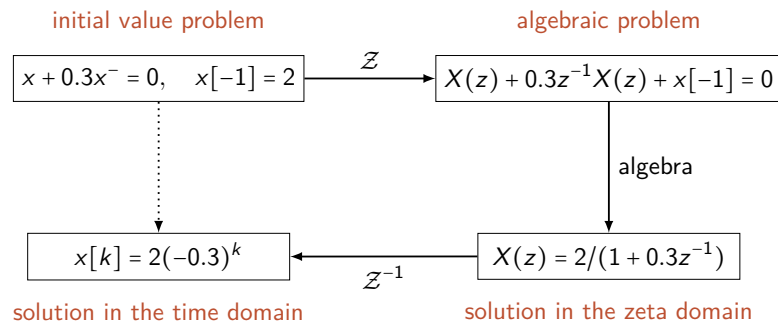 initial value problem
algebraic problem
x + 0.3x⁻ = 0, x[−1] = 2
𝒵
X(z) + 0.3z⁻¹X(z) + x[−1] = 0
algebra
x[k] = 2(−0.3)ᵏ
𝒵⁻¹
X(z) = 2/(1 + 0.3z⁻¹)
solution in the time domain
solution in the zeta domain